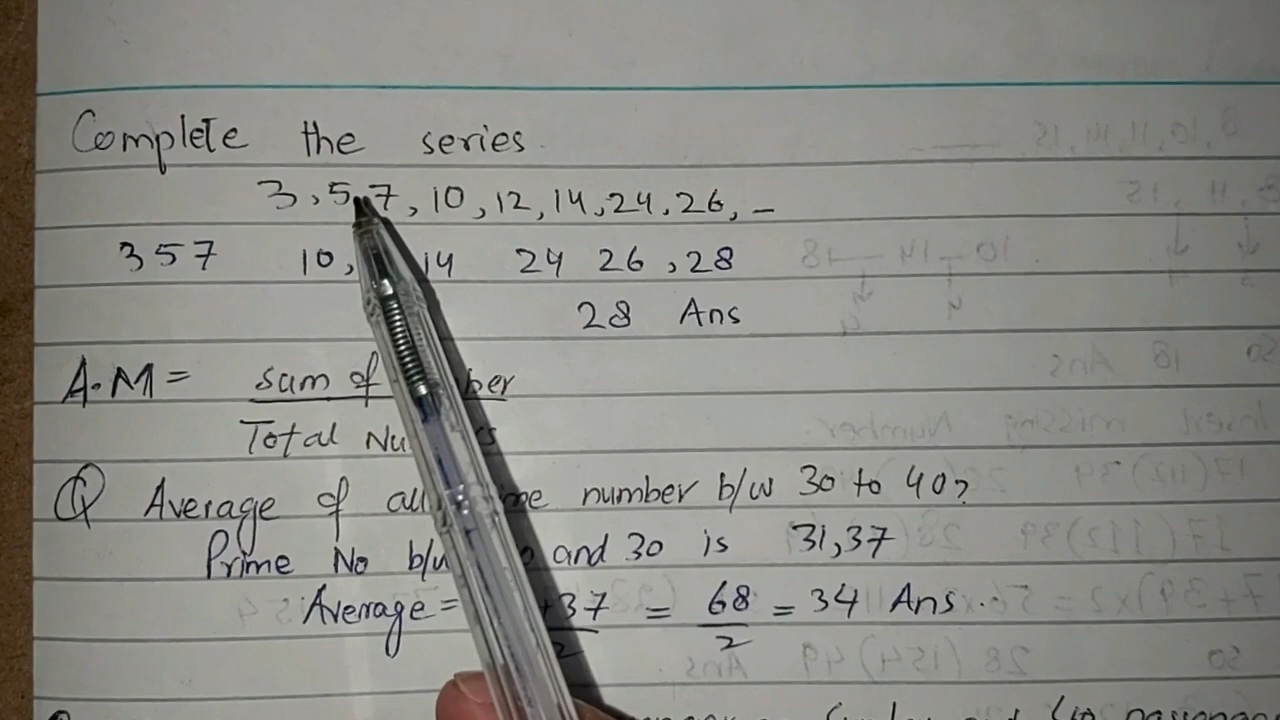 Complete the series.
3, 5, 7, 10, 12, 14, 24, 26, _
3 5 7 10, 14 24 26, 28
28 Ans
A.M = sum of
Total
Q Average of all number b/w 30 to 40?
Prime No and 30 is 31, 37
Average = +37 / 2 = 68 / 2 = 34 Ans.